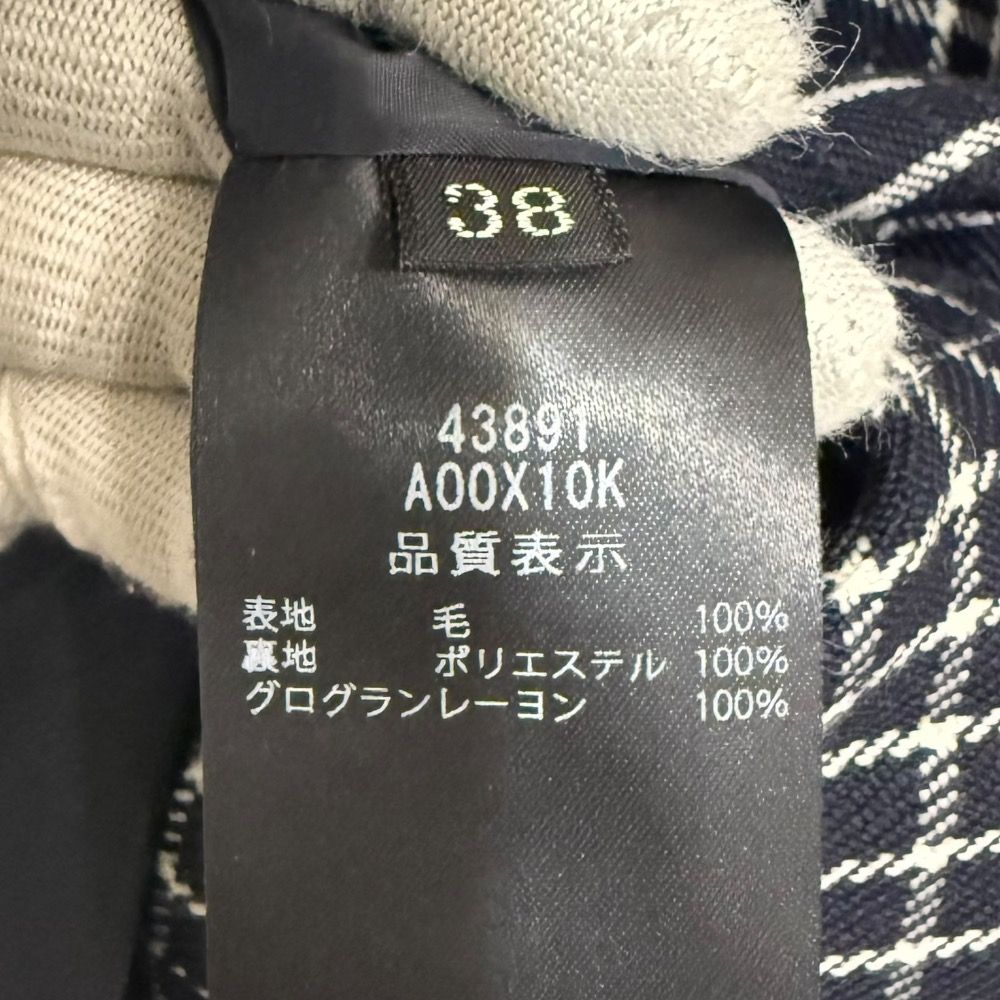 38
43891
A00X10K
品質表示
表地 毛 100%
裏地 ポリエステル 100%
グログランレーヨン 100%